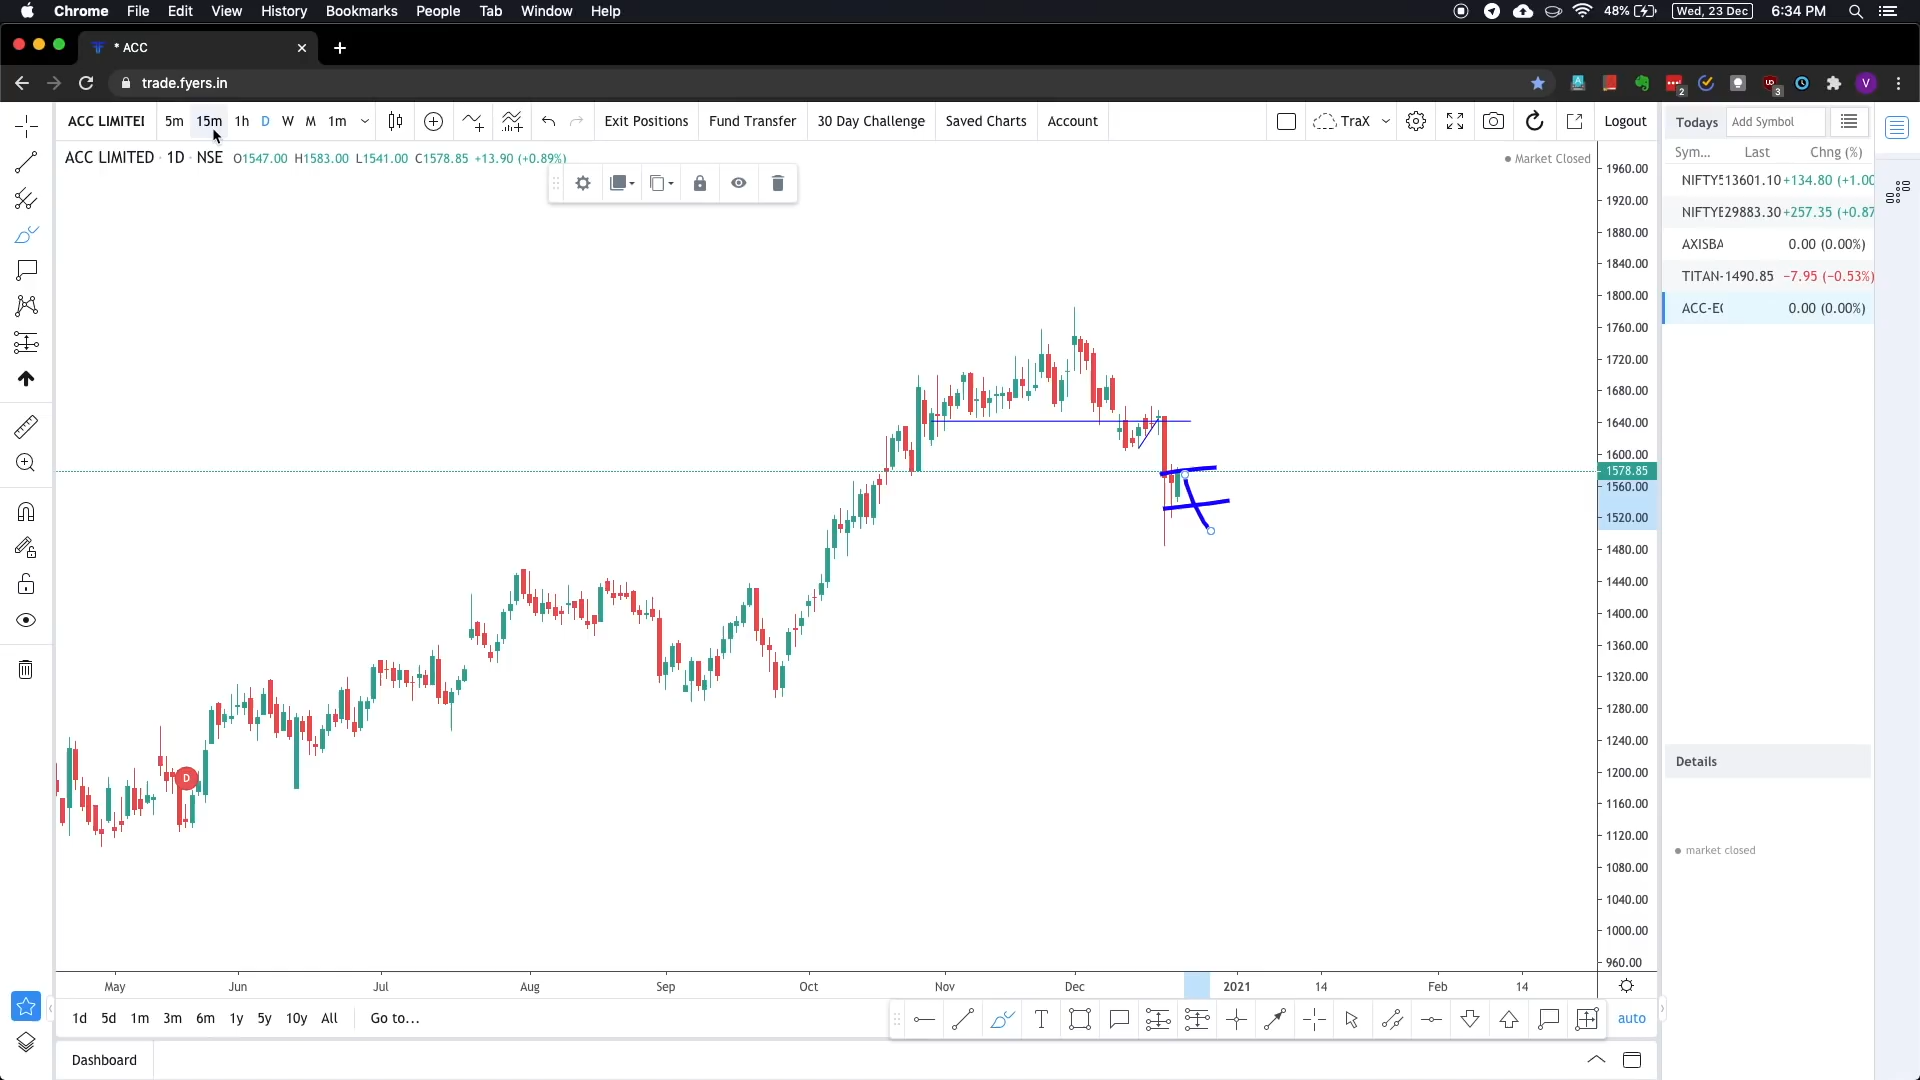 Chrome File Edit View History Bookmarks People Tab Window Help 48% Wed, 23 Dec 6:34 PM
* ACC
trade.fyers.in
ACC LIMITEI 5m 15m 1h D W M 1m Exit Positions Fund Transfer 30 Day Challenge Saved Charts Account TraX Logout
Todays Add Symbol
ACC LIMITED · 1D · NSE O1547.00 H1583.00 L1541.00 C1578.85 +13.90 (+0.89%)
Market Closed
Sym... Last Chng (%)
NIFTY5 13601.10 +134.80 (+1.00
NIFTYB 29883.30 +257.35 (+0.87
AXISBA 0.00 (0.00%)
TITAN- 1490.85 −7.95 (−0.53%)
ACC-E( 0.00 (0.00%)
1960.00
1920.00
1880.00
1840.00
1800.00
1760.00
1720.00
1680.00
1640.00
1600.00
1578.85
1560.00
1520.00
1480.00
1440.00
1400.00
1360.00
1320.00
1280.00
1240.00
1200.00
1160.00
1120.00
1080.00
1040.00
1000.00
960.00
D
Details
market closed
May Jun Jul Aug Sep Oct Nov Dec 2021 14 Feb 14
1d 5d 1m 3m 6m 1y 5y 10y All Go to... auto
Dashboard